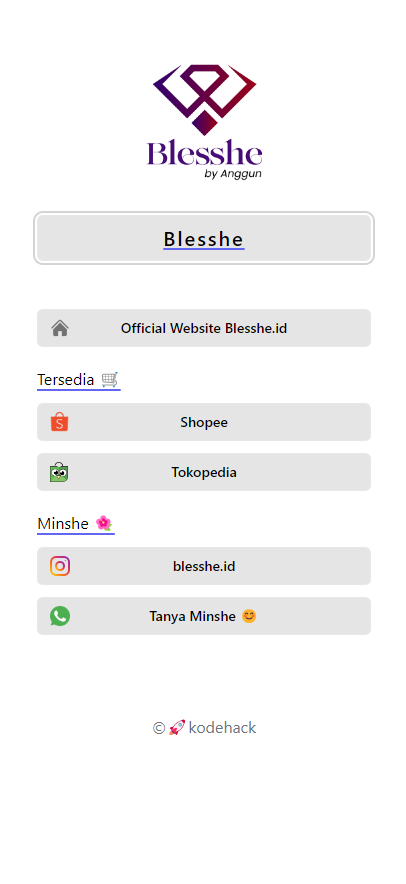 Blesshe
by Anggun
Blesshe
Official Website Blesshe.id
Tersedia 🛒
Shopee
Tokopedia
Minshe 🌺
blesshe.id
Tanya Minshe 😊
© 🚀 kodehack